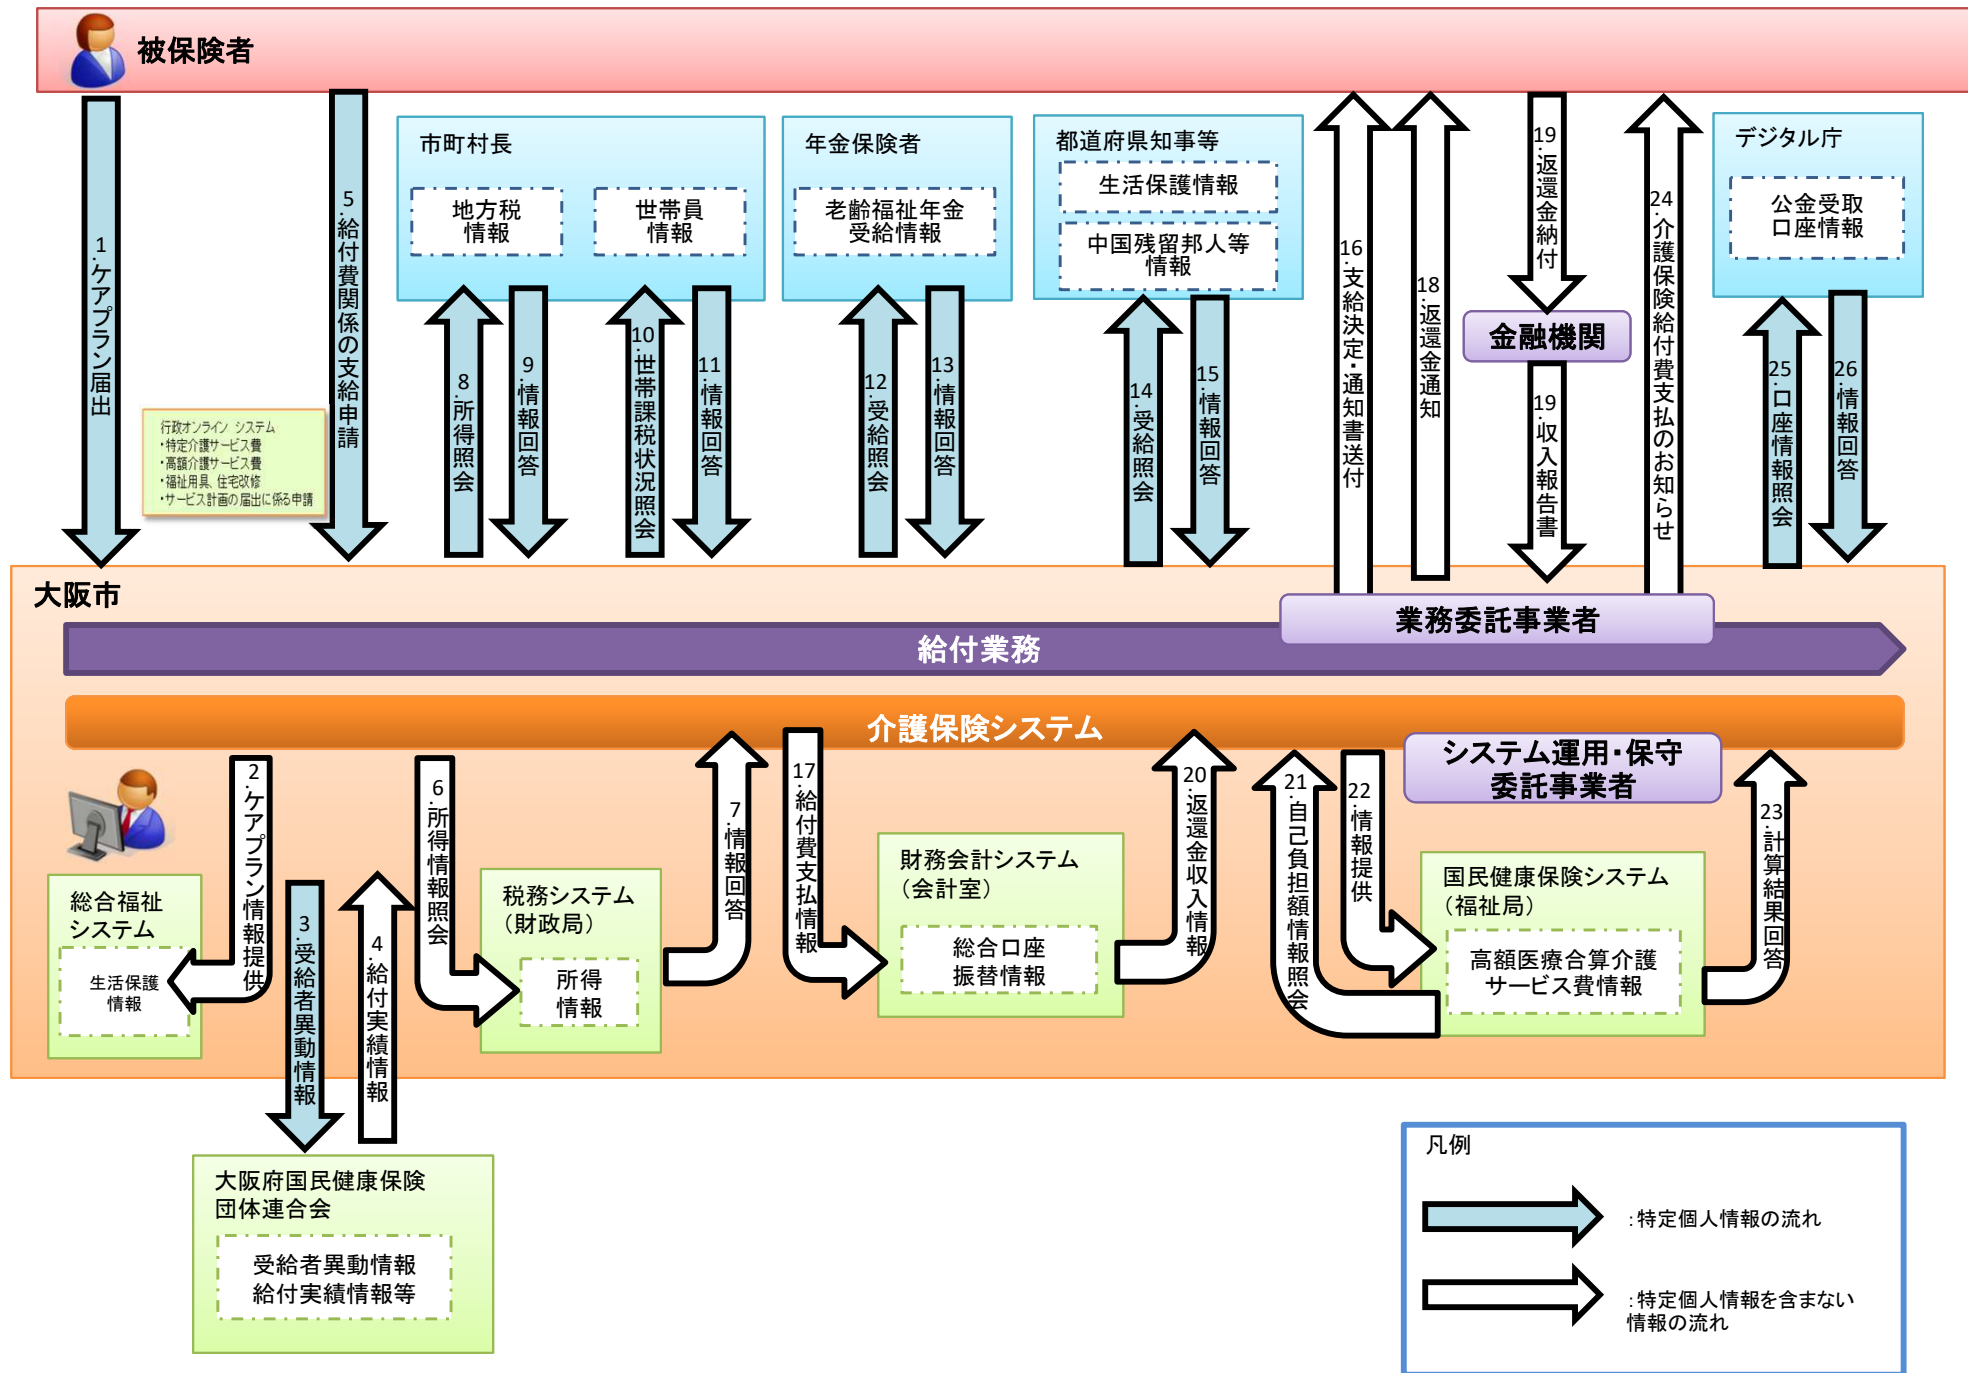 被保険者
1.ケアプラン届出
5.給付費関係の支給申請
行政オンライン システム
・特定介護サービス費
・高額介護サービス費
・福祉用具、住宅改修
・サービス計画の届出に係る申請
市町村長
地方税
情報
世帯員
情報
8.所得照会
9.情報回答
10.世帯課税状況照会
11.情報回答
年金保険者
老齢福祉年金
受給情報
12.受給照会
13.情報回答
都道府県知事等
生活保護情報
中国残留邦人等
情報
14.受給照会
15.情報回答
16.支給決定・通知書送付
18.返還金通知
19.返還金納付
金融機関
19.収入報告書
24.介護保険給付費支払のお知らせ
デジタル庁
公金受取
口座情報
25.口座情報照会
26.情報回答
大阪市
業務委託事業者
給付業務
介護保険システム
システム運用・保守
委託事業者
2.ケアプラン情報提供
総合福祉
システム
生活保護
情報
3.受給者異動情報
4.給付実績情報
6.所得情報照会
税務システム
（財政局）
所得
情報
7.情報回答
17.給付費支払情報
財務会計システム
（会計室）
総合口座
振替情報
20.返還金収入情報
21.自己負担額情報照会
22.情報提供
国民健康保険システム
（福祉局）
高額医療合算介護
サービス費情報
23.計算結果回答
大阪府国民健康保険
団体連合会
受給者異動情報
給付実績情報等
凡例
：特定個人情報の流れ
：特定個人情報を含まない
情報の流れ